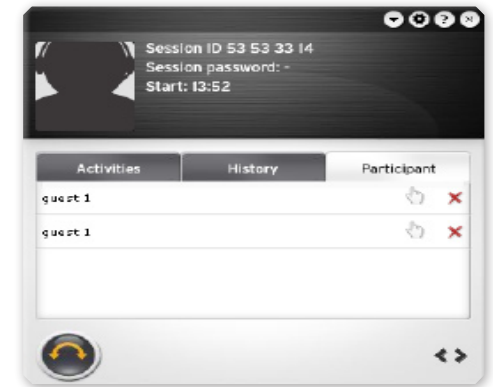 Session ID 53 53 33 14
Session password: -
Start: 13:52
Activities History Participant
guest 1
guest 1